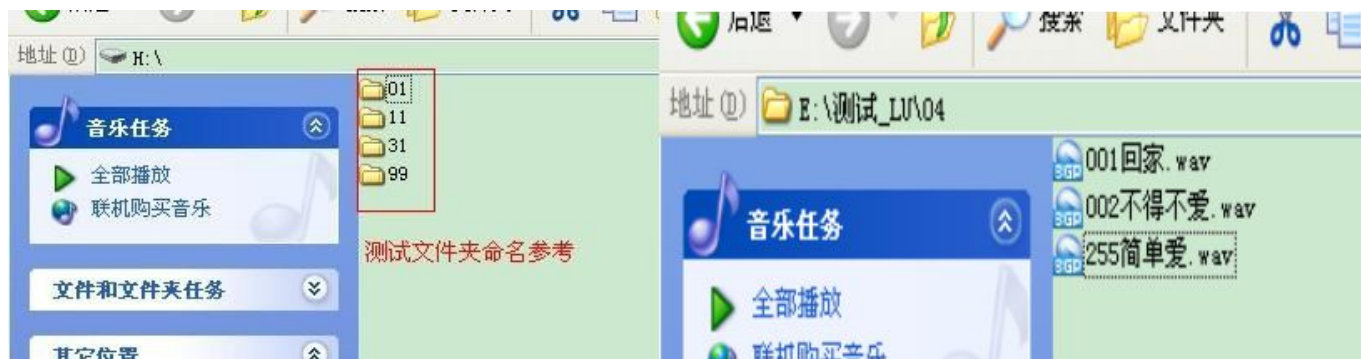 地址(D) H:\
01
11
31
99
音乐任务
全部播放
联机购买音乐
测试文件夹命名参考
文件和文件夹任务
其它位置
后退 搜索 文件夹
地址(D) E:\测试_LU\04
001回家.wav
002不得不爱.wav
255简单爱.wav
音乐任务
全部播放
联机购买音乐